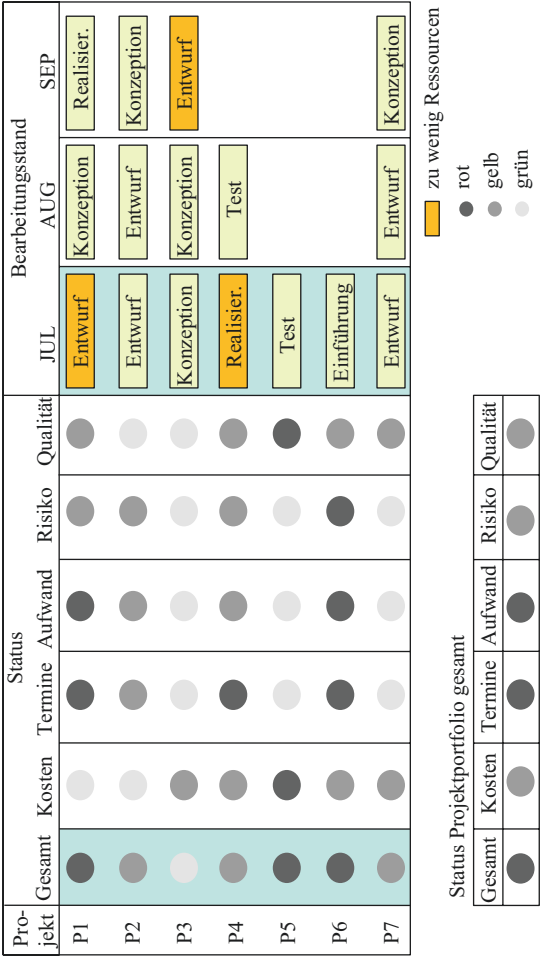 Pro-
jekt
Status
Bearbeitungsstand
Gesamt Kosten Termine Aufwand Risiko Qualität JUL AUG SEP
P1 Entwurf Konzeption Realisier.
P2 Entwurf Entwurf Konzeption
P3 Konzeption Konzeption Entwurf
P4 Realisier. Test
P5 Test
P6 Einführung
P7 Entwurf Entwurf Konzeption
zu wenig Ressourcen
rot
gelb
grün
Status Projektportfolio gesamt
Gesamt Kosten Termine Aufwand Risiko Qualität